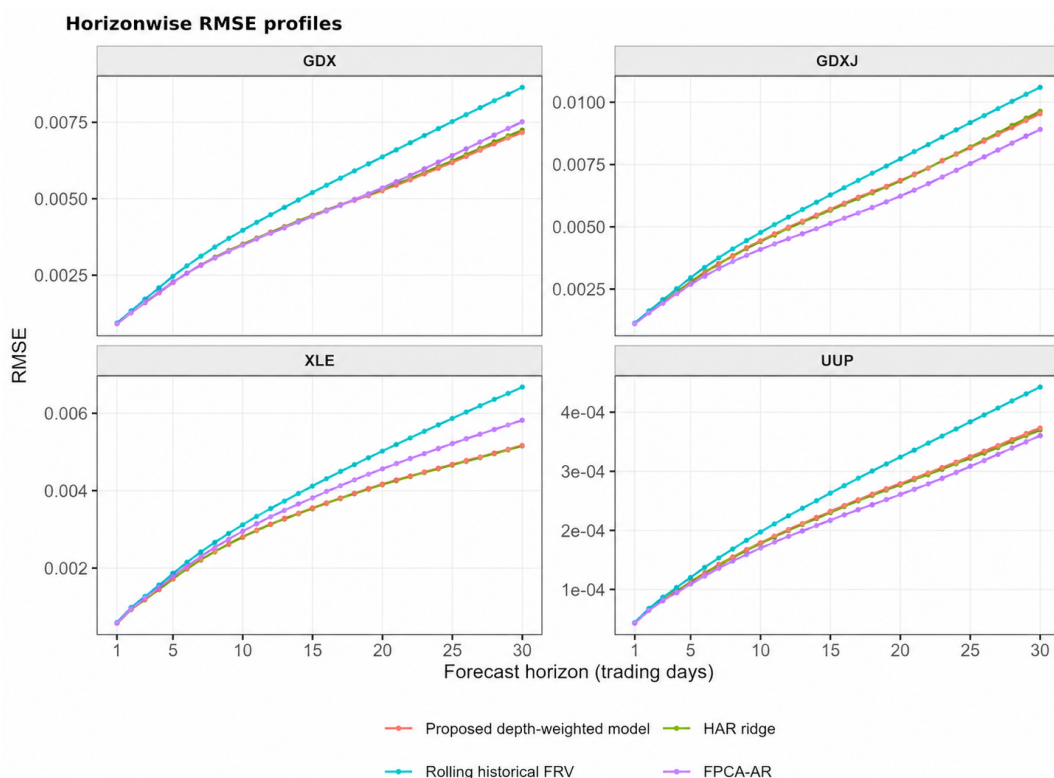 Horizonwise RMSE profiles
GDX
GDXJ
0.0075
0.0050
0.0025
0.0100
0.0075
0.0050
0.0025
RMSE
XLE
UUP
0.006
0.004
0.002
4e-04
3e-04
2e-04
1e-04
1 5 10 15 20 25 30
1 5 10 15 20 25 30
Forecast horizon (trading days)
Proposed depth-weighted model
HAR ridge
Rolling historical FRV
FPCA-AR